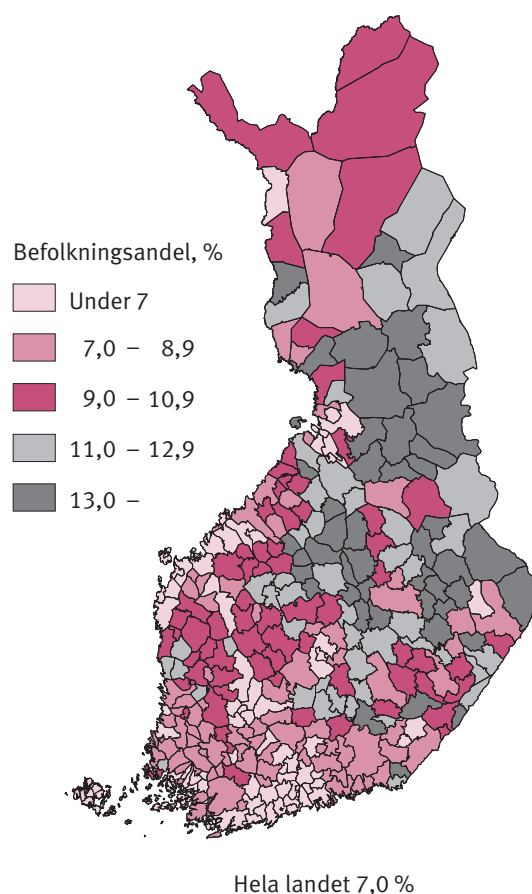 Befolkningsandel, %
Under 7
7,0 – 8,9
9,0 – 10,9
11,0 – 12,9
13,0 –
Hela landet 7,0 %